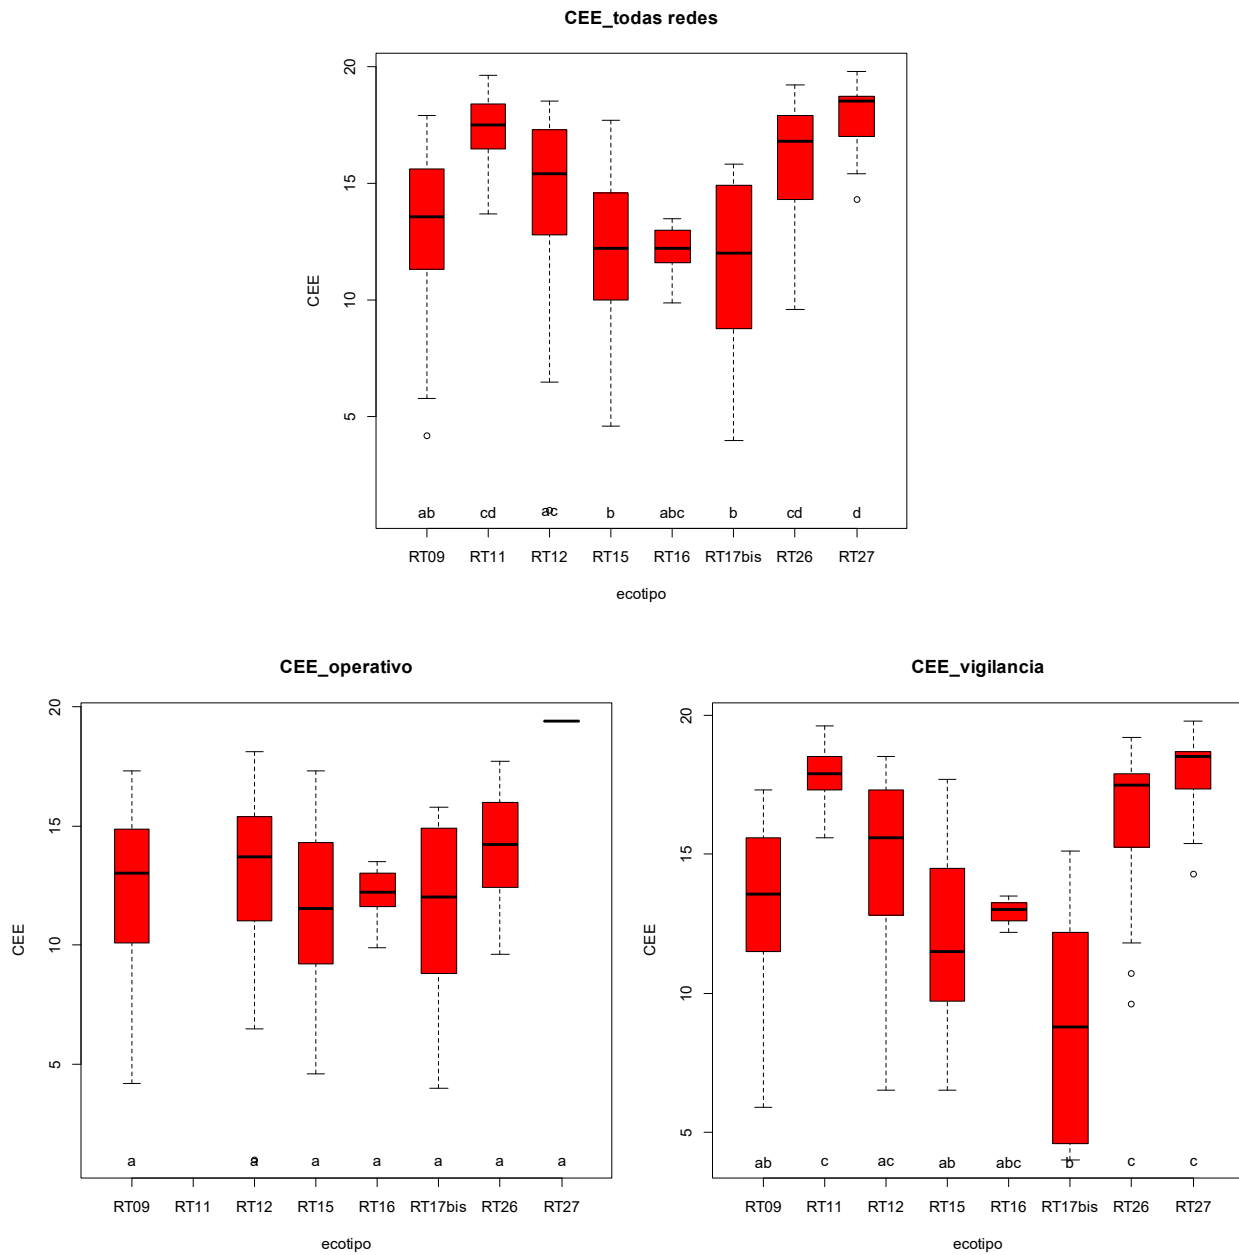 CEE_todas redes
20
15
10
5
CEE
ab cd ac b abc b cd d
RT09 RT11 RT12 RT15 RT16 RT17bis RT26 RT27
ecotipo
CEE_operativo
20
15
10
5
CEE
a a a a a a a
RT09 RT11 RT12 RT15 RT16 RT17bis RT26 RT27
ecotipo
CEE_vigilancia
20
15
10
5
CEE
ab c ac ab abc b c c
RT09 RT11 RT12 RT15 RT16 RT17bis RT26 RT27
ecotipo